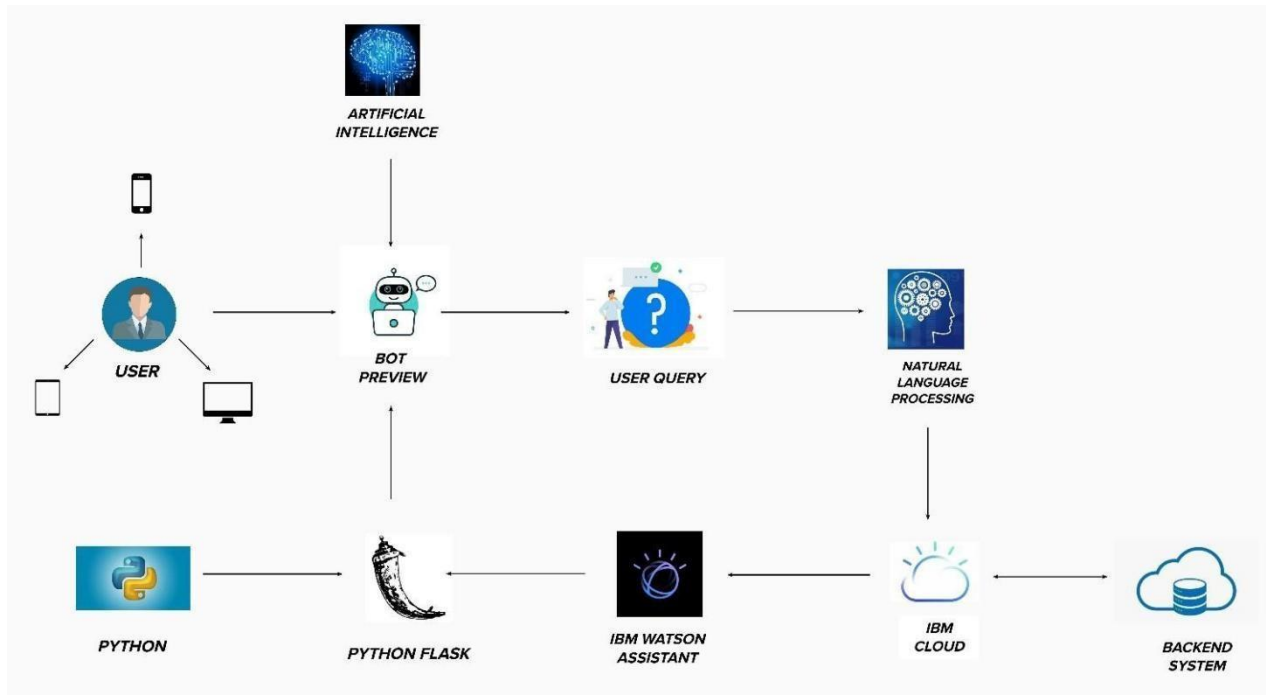 ARTIFICIAL
INTELLIGENCE
USER
BOT
PREVIEW
USER QUERY
NATURAL
LANGUAGE
PROCESSING
PYTHON
PYTHON FLASK
IBM WATSON
ASSISTANT
IBM
CLOUD
BACKEND
SYSTEM